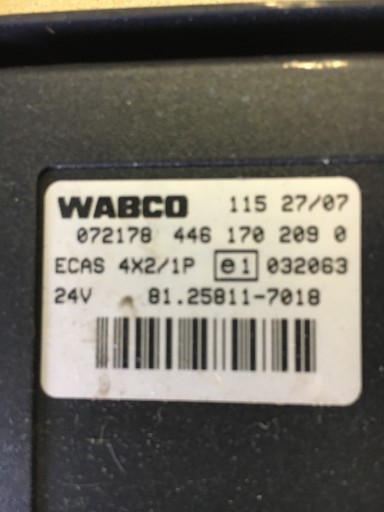 WABCO 115 27/07
072178 446 170 209 0
ECAS 4X2/1P e1 032063
24V 81.25811-7018